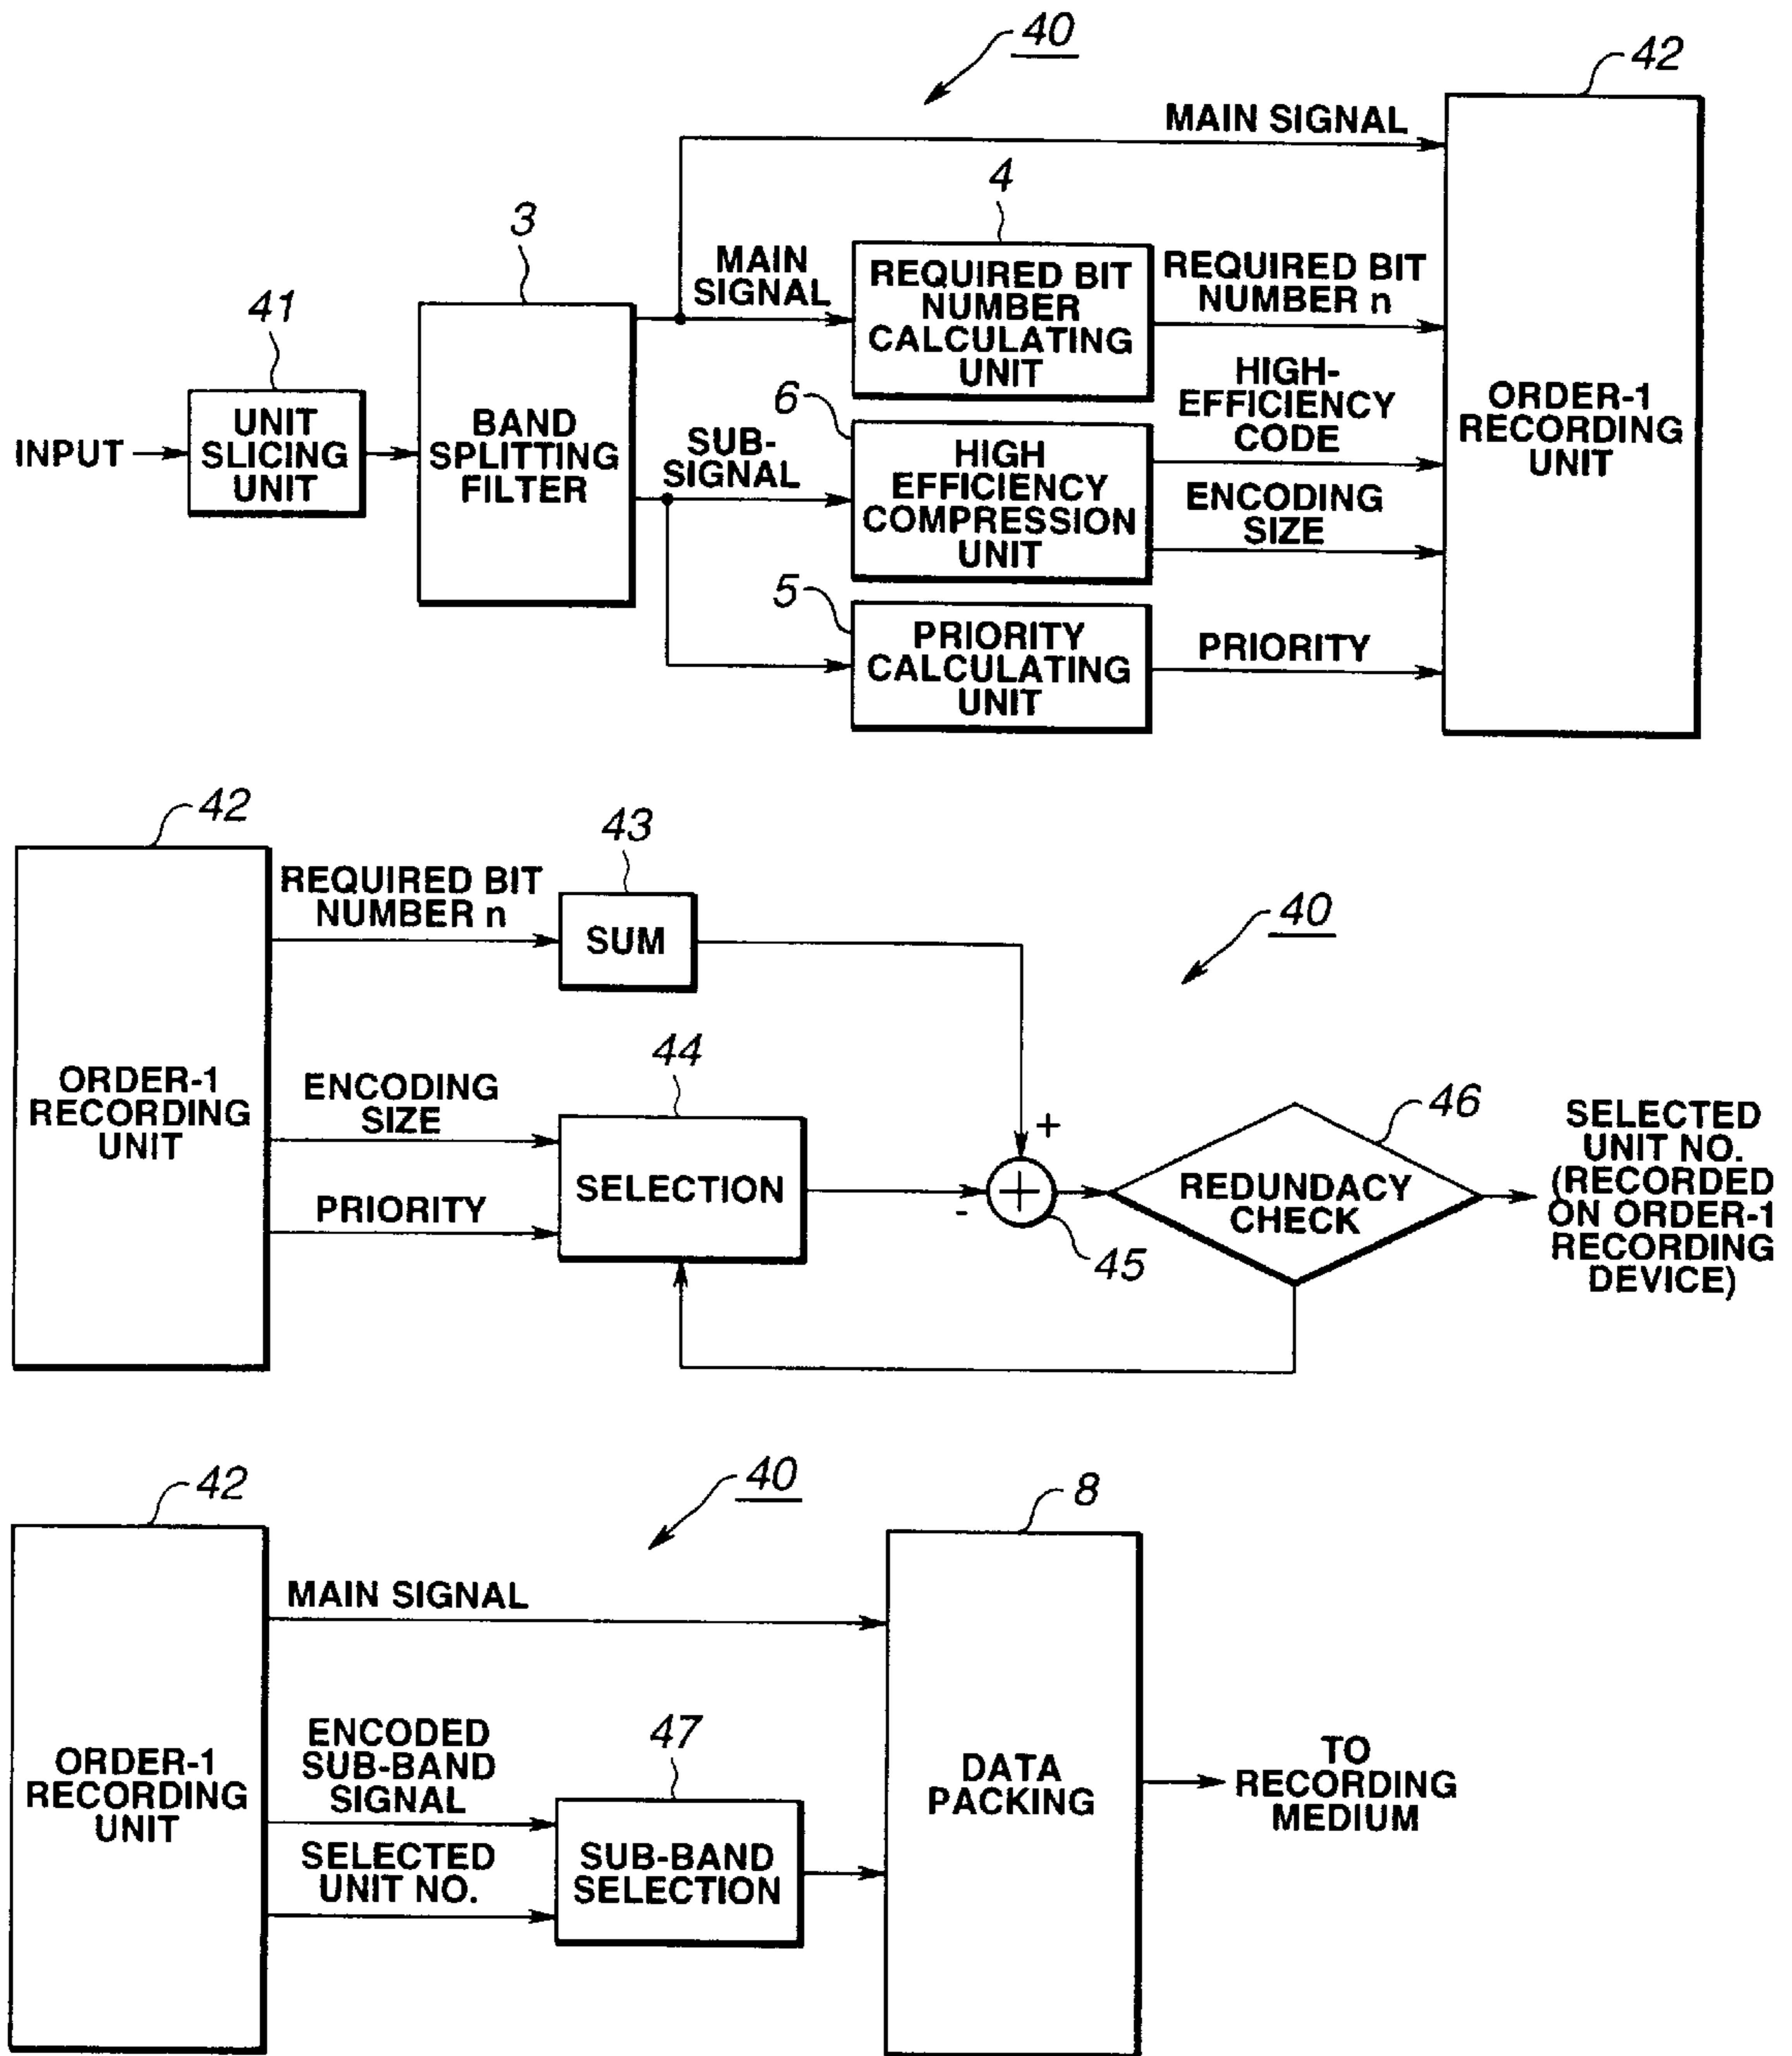 40
42
MAIN SIGNAL
4
3
MAIN
SIGNAL
REQUIRED BIT
NUMBER
CALCULATING
UNIT
REQUIRED BIT
NUMBER n
41
6
HIGH-
EFFICIENCY
CODE
ORDER-1
RECORDING
UNIT
INPUT
UNIT
SLICING
UNIT
BAND
SPLITTING
FILTER
SUB-
SIGNAL
HIGH
EFFICIENCY
COMPRESSION
UNIT
ENCODING
SIZE
5
PRIORITY
CALCULATING
UNIT
PRIORITY
42
43
REQUIRED BIT
NUMBER n
SUM
40
ORDER-1
RECORDING
UNIT
ENCODING
SIZE
44
PRIORITY
SELECTION
+
-
+
45
46
REDUNDACY
CHECK
SELECTED
UNIT NO.
(RECORDED
ON ORDER-1
RECORDING
DEVICE)
42
40
8
MAIN SIGNAL
ORDER-1
RECORDING
UNIT
ENCODED
SUB-BAND
SIGNAL
47
SELECTED
UNIT NO.
SUB-BAND
SELECTION
DATA
PACKING
TO
RECORDING
MEDIUM